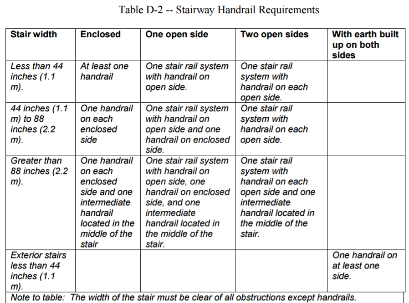 Table D-2 -- Stairway Handrail Requirements
Stair width
Enclosed
One open side
Two open sides
With earth built
up on both
sides
Less than 44
inches (1.1
m).
At least one
handrail
One stair rail
system with
handrail on
open side.
One stair rail
system with
handrail on each
open side.
44 inches (1.1
m) to 88
inches (2.2
m).
One handrail
on each
enclosed
side
One stair rail
system with
handrail on
open side and one
handrail on enclosed
side.
One stair rail
system with
handrail on each
open side.
Greater than
88 inches (2.2
m).
One handrail
on each
enclosed
side and one
intermediate
handrail
located in the
middle of the
stair
One stair rail system
with handrail on
open side, one
handrail on enclosed
side, and one
intermediate
handrail located in
the middle of the
stair.
One stair rail
system with
handrail on each
open side and one
intermediate
handrail located in
the middle of the
stair.
Exterior stairs
less than 44
inches (1.1
m).
One handrail on
at least one
side.
Note to table: The width of the stair must be clear of all obstructions except handrails.